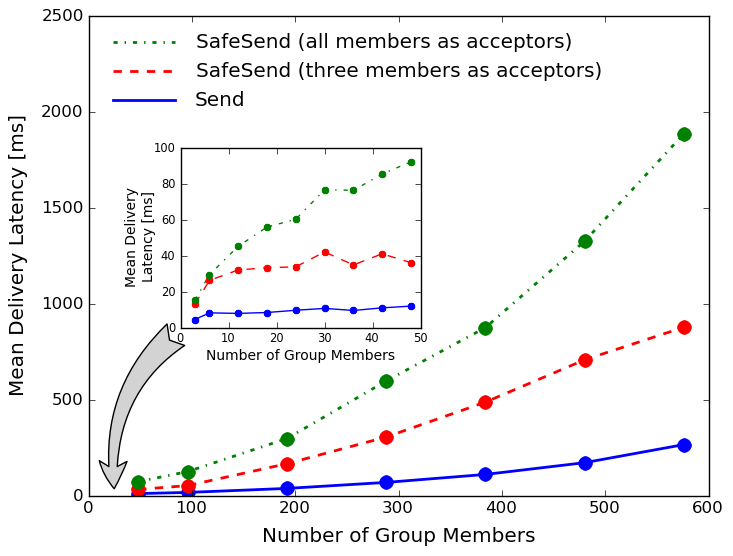 2500
2000
1500
1000
500
0
Mean Delivery Latency [ms]
SafeSend (all members as acceptors)
SafeSend (three members as acceptors)
Send
100
80
60
40
20
0
Mean Delivery
Latency [ms]
0 10 20 30 40 50
Number of Group Members
0 100 200 300 400 500 600
Number of Group Members